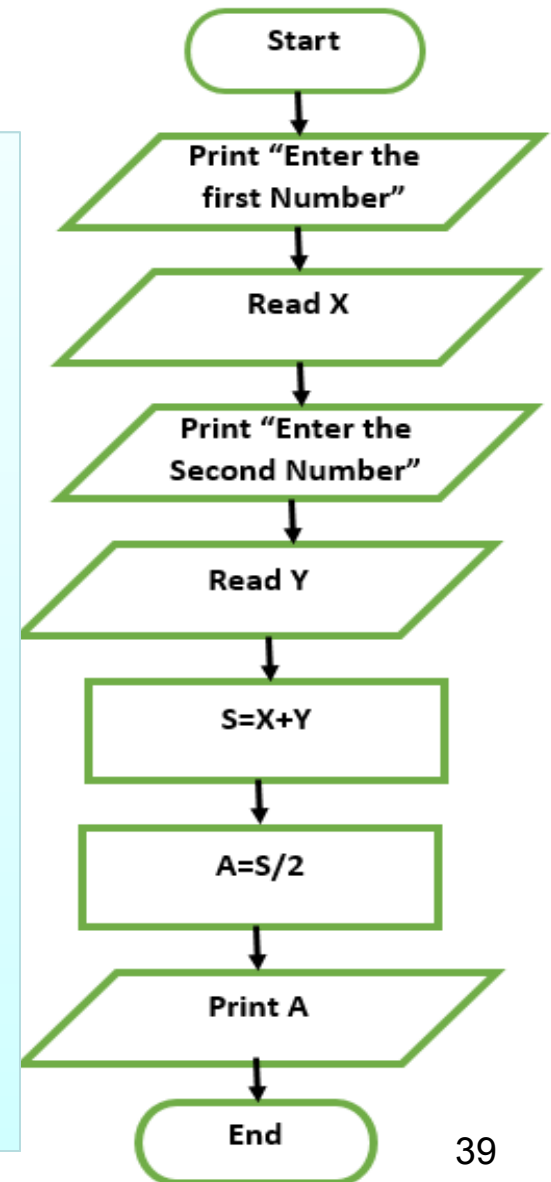 Start
Print “Enter the
first Number”
Read X
Print “Enter the
Second Number”
Read Y
S=X+Y
A=S/2
Print A
End
39